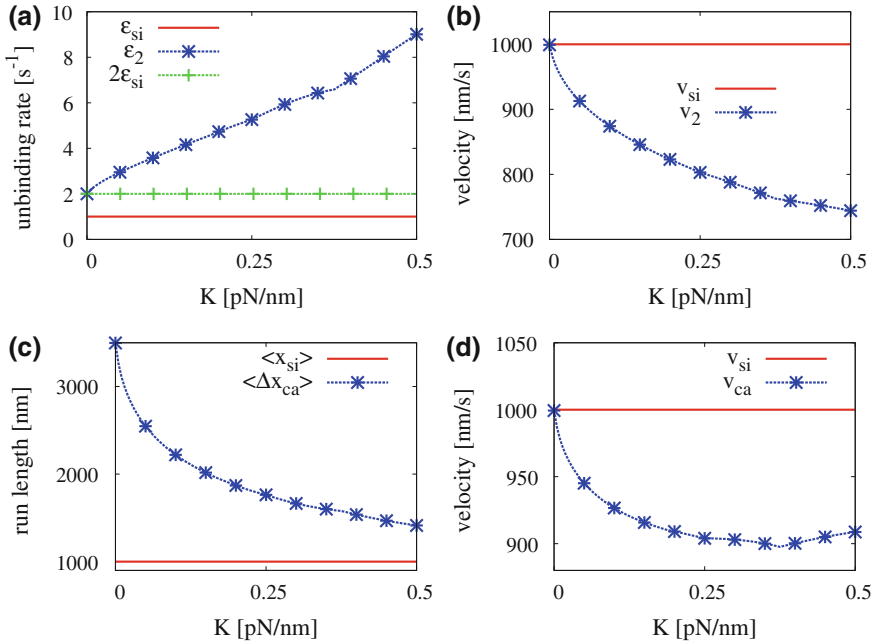 (a)
ε_si
ε_2
2ε_si
unbinding rate [s⁻¹]
10
8
6
4
2
0
0 0.25 0.5
K [pN/nm]
(b)
v_si
v_2
velocity [nm/s]
1000
900
800
700
0 0.25 0.5
K [pN/nm]
(c)
<x_si>
<Δx_ca>
run length [nm]
3000
2000
1000
0 0.25 0.5
K [pN/nm]
(d)
v_si
v_ca
velocity [nm/s]
1050
1000
950
900
0 0.25 0.5
K [pN/nm]